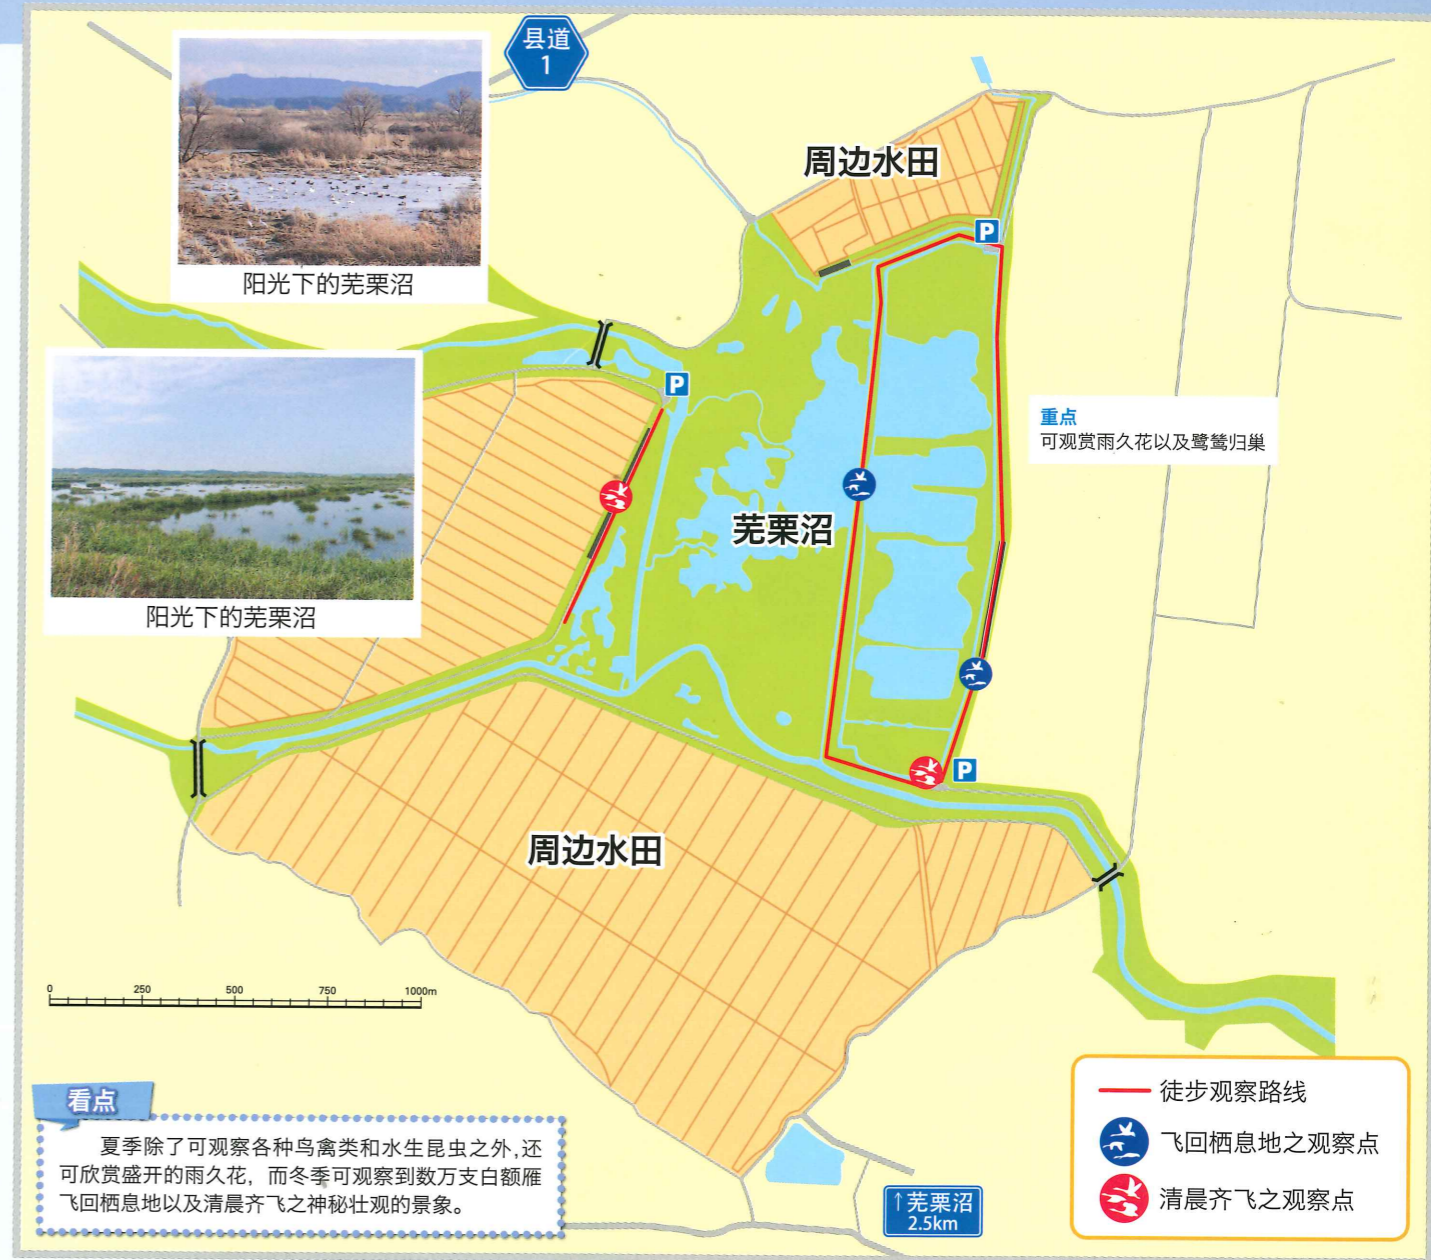 县道
1
周边水田
P
阳光下的芜栗沼
P
重点
可观赏雨久花以及鹭鸶归巢
芜栗沼
阳光下的芜栗沼
P
周边水田
0 250 500 750 1000m
看点
夏季除了可观察各种鸟禽类和水生昆虫之外,还
可欣赏盛开的雨久花，而冬季可观察到数万支白额雁
飞回栖息地以及清晨齐飞之神秘壮观的景象。
徒步观察路线
飞回栖息地之观察点
清晨齐飞之观察点
↑芜栗沼
2.5km